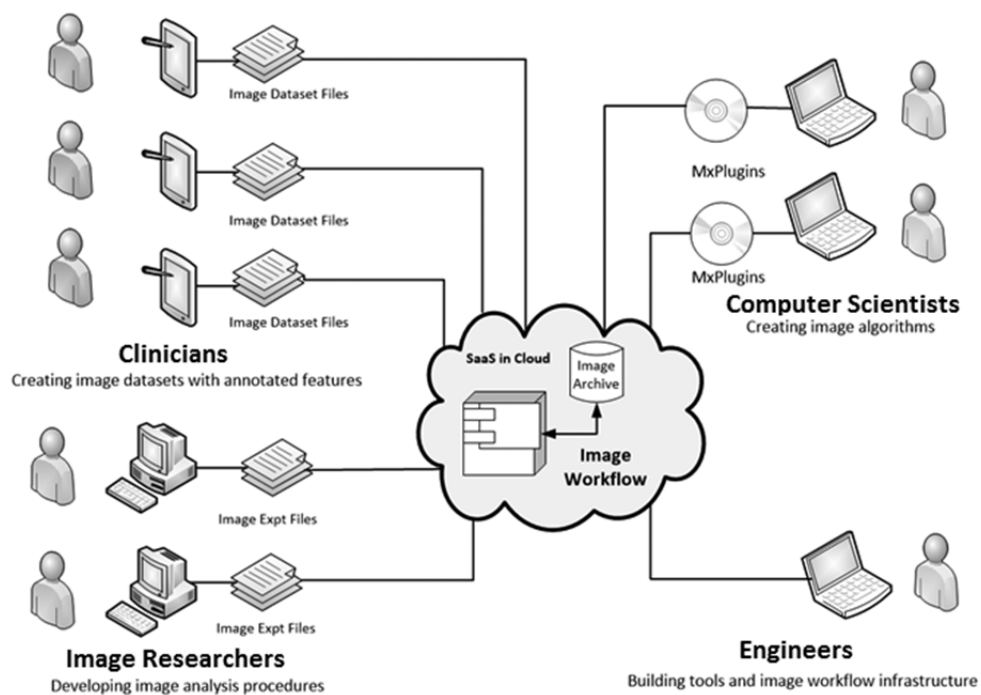 Image Dataset Files
Image Dataset Files
Image Dataset Files
Clinicians
Creating image datasets with annotated features
MxPlugins
MxPlugins
Computer Scientists
Creating image algorithms
SaaS in Cloud
Image
Archive
Image
Workflow
Image Expt Files
Image Expt Files
Image Researchers
Developing image analysis procedures
Engineers
Building tools and image workflow infrastructure